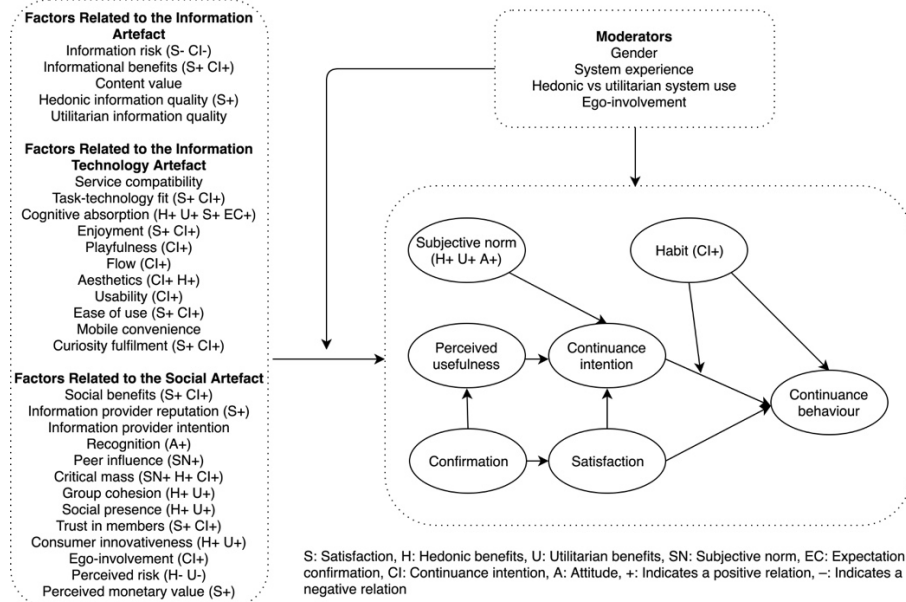 Factors Related to the Information
Artefact
Information risk (S- CI-)
Informational benefits (S+ CI+)
Content value
Hedonic information quality (S+)
Utilitarian information quality
Factors Related to the Information
Technology Artefact
Service compatibility
Task-technology fit (S+ CI+)
Cognitive absorption (H+ U+ S+ EC+)
Enjoyment (S+ CI+)
Playfulness (CI+)
Flow (CI+)
Aesthetics (CI+ H+)
Usability (CI+)
Ease of use (S+ CI+)
Mobile convenience
Curiosity fulfilment (S+ CI+)
Factors Related to the Social Artefact
Social benefits (S+ CI+)
Information provider reputation (S+)
Information provider intention
Recognition (A+)
Peer influence (SN+)
Critical mass (SN+ H+ CI+)
Group cohesion (H+ U+)
Social presence (H+ U+)
Trust in members (S+ CI+)
Consumer innovativeness (H+ U+)
Ego-involvement (CI+)
Perceived risk (H- U-)
Perceived monetary value (S+)
Moderators
Gender
System experience
Hedonic vs utilitarian system use
Ego-involvement
Subjective norm
(H+ U+ A+)
Habit (CI+)
Perceived
usefulness
Continuance
intention
Continuance
behaviour
Confirmation
Satisfaction
S: Satisfaction, H: Hedonic benefits, U: Utilitarian benefits, SN: Subjective norm, EC: Expectation
confirmation, CI: Continuance intention, A: Attitude, +: Indicates a positive relation, –: Indicates a
negative relation